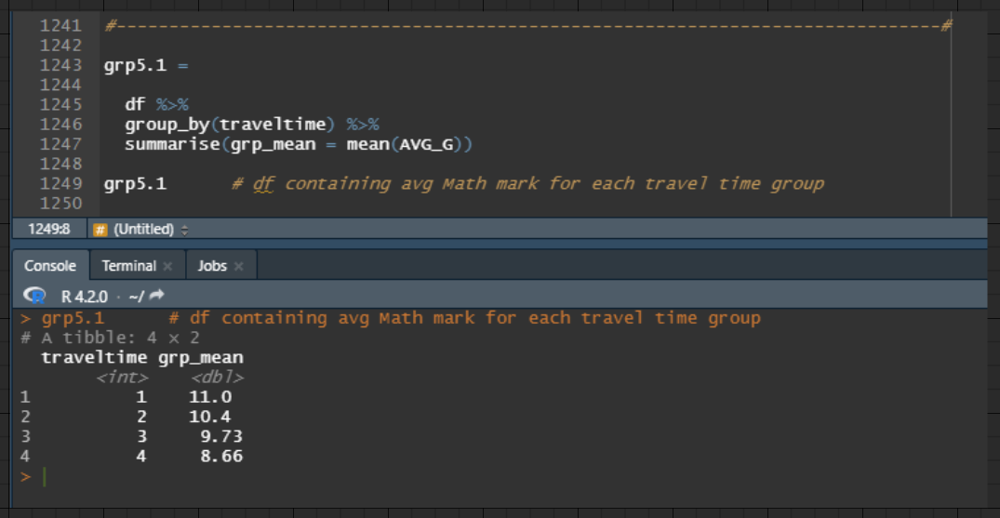 1241 #------------------------------------------------------------------------------#
1242
1243 grp5.1 =
1244
1245 df %>%
1246 group_by(traveltime) %>%
1247 summarise(grp_mean = mean(AVG_G))
1248
1249 grp5.1 # df containing avg Math mark for each travel time group
1250
1249:8 # (Untitled)
Console Terminal Jobs
R R 4.2.0 · ~/
> grp5.1 # df containing avg Math mark for each travel time group
# A tibble: 4 × 2
traveltime grp_mean
<int> <dbl>
1 1 11.0
2 2 10.4
3 3 9.73
4 4 8.66
>